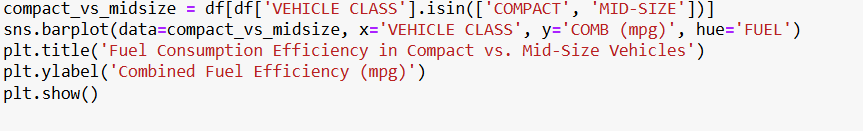 compact_vs_midsize = df[df['VEHICLE CLASS'].isin(['COMPACT', 'MID-SIZE'])]
sns.barplot(data=compact_vs_midsize, x='VEHICLE CLASS', y='COMB (mpg)', hue='FUEL')
plt.title('Fuel Consumption Efficiency in Compact vs. Mid-Size Vehicles')
plt.ylabel('Combined Fuel Efficiency (mpg)')
plt.show()